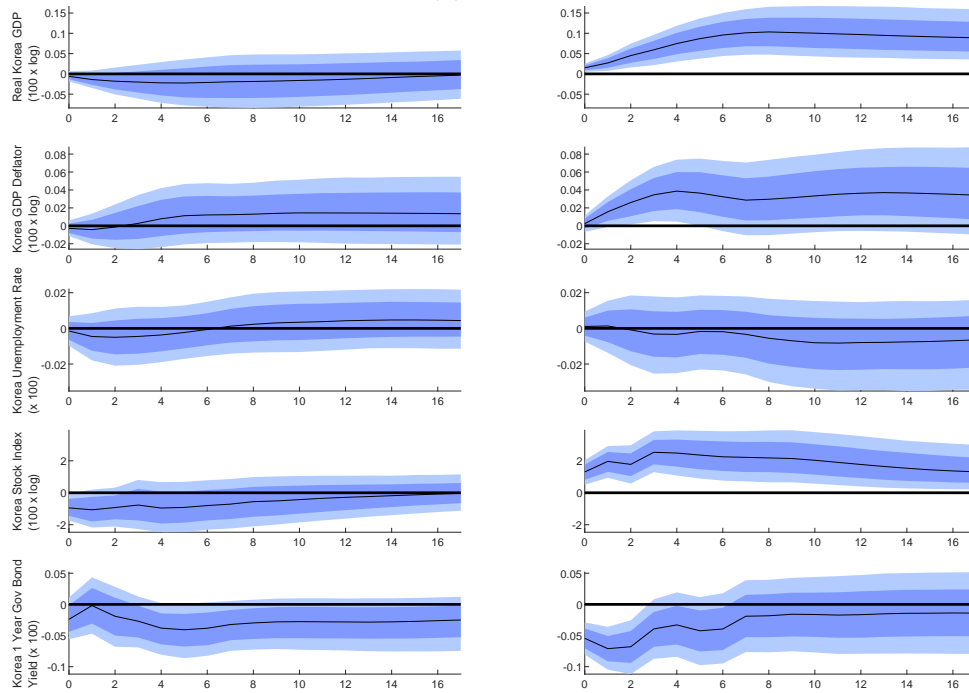 Real Korea GDP
(100 x log)
0.15
0.1
0.05
0
-0.05
0 2 4 6 8 10 12 14 16
0.15
0.1
0.05
0
-0.05
0 2 4 6 8 10 12 14 16
Korea GDP Deflator
(100 x log)
0.08
0.06
0.04
0.02
0
-0.02
0 2 4 6 8 10 12 14 16
0.08
0.06
0.04
0.02
0
-0.02
0 2 4 6 8 10 12 14 16
Korea Unemployment Rate
(x 100)
0.02
0
-0.02
0 2 4 6 8 10 12 14 16
0.02
0
-0.02
0 2 4 6 8 10 12 14 16
Korea Stock Index
(100 x log)
2
0
-2
0 2 4 6 8 10 12 14 16
2
0
-2
0 2 4 6 8 10 12 14 16
Korea 1 Year Gov Bond
Yield (x 100)
0.05
0
-0.05
-0.1
0 2 4 6 8 10 12 14 16
0.05
0
-0.05
-0.1
0 2 4 6 8 10 12 14 16